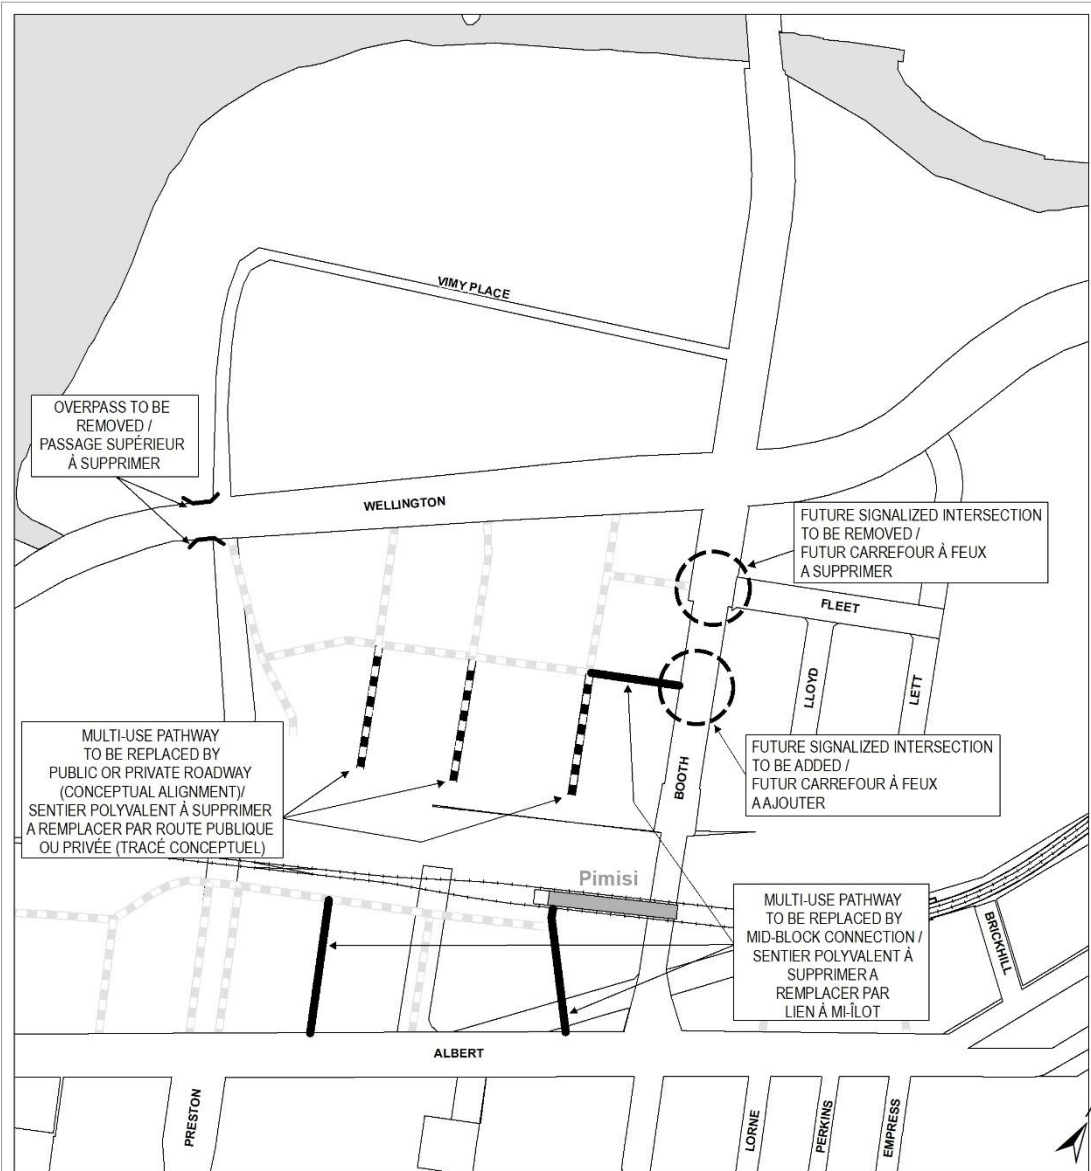 VIMY PLACE
OVERPASS TO BE
REMOVED /
PASSAGE SUPÉRIEUR
À SUPPRIMER
WELLINGTON
FUTURE SIGNALIZED INTERSECTION
TO BE REMOVED /
FUTUR CARREFOUR À FEUX
A SUPPRIMER
FLEET
LLOYD
LETT
MULTI-USE PATHWAY
TO BE REPLACED BY
PUBLIC OR PRIVATE ROADWAY
(CONCEPTUAL ALIGNMENT)/
SENTIER POLYVALENT À SUPPRIMER
A REMPLACER PAR ROUTE PUBLIQUE
OU PRIVÉE (TRACÉ CONCEPTUEL)
BOOTH
FUTURE SIGNALIZED INTERSECTION
TO BE ADDED /
FUTUR CARREFOUR À FEUX
A AJOUTER
Pimisi
MULTI-USE PATHWAY
TO BE REPLACED BY
MID-BLOCK CONNECTION /
SENTIER POLYVALENT À
SUPPRIMER A
REMPLACER PAR
LIEN À MI-ÎLOT
BRICKHILL
ALBERT
PRESTON
LORNE
PERKINS
EMPRESS